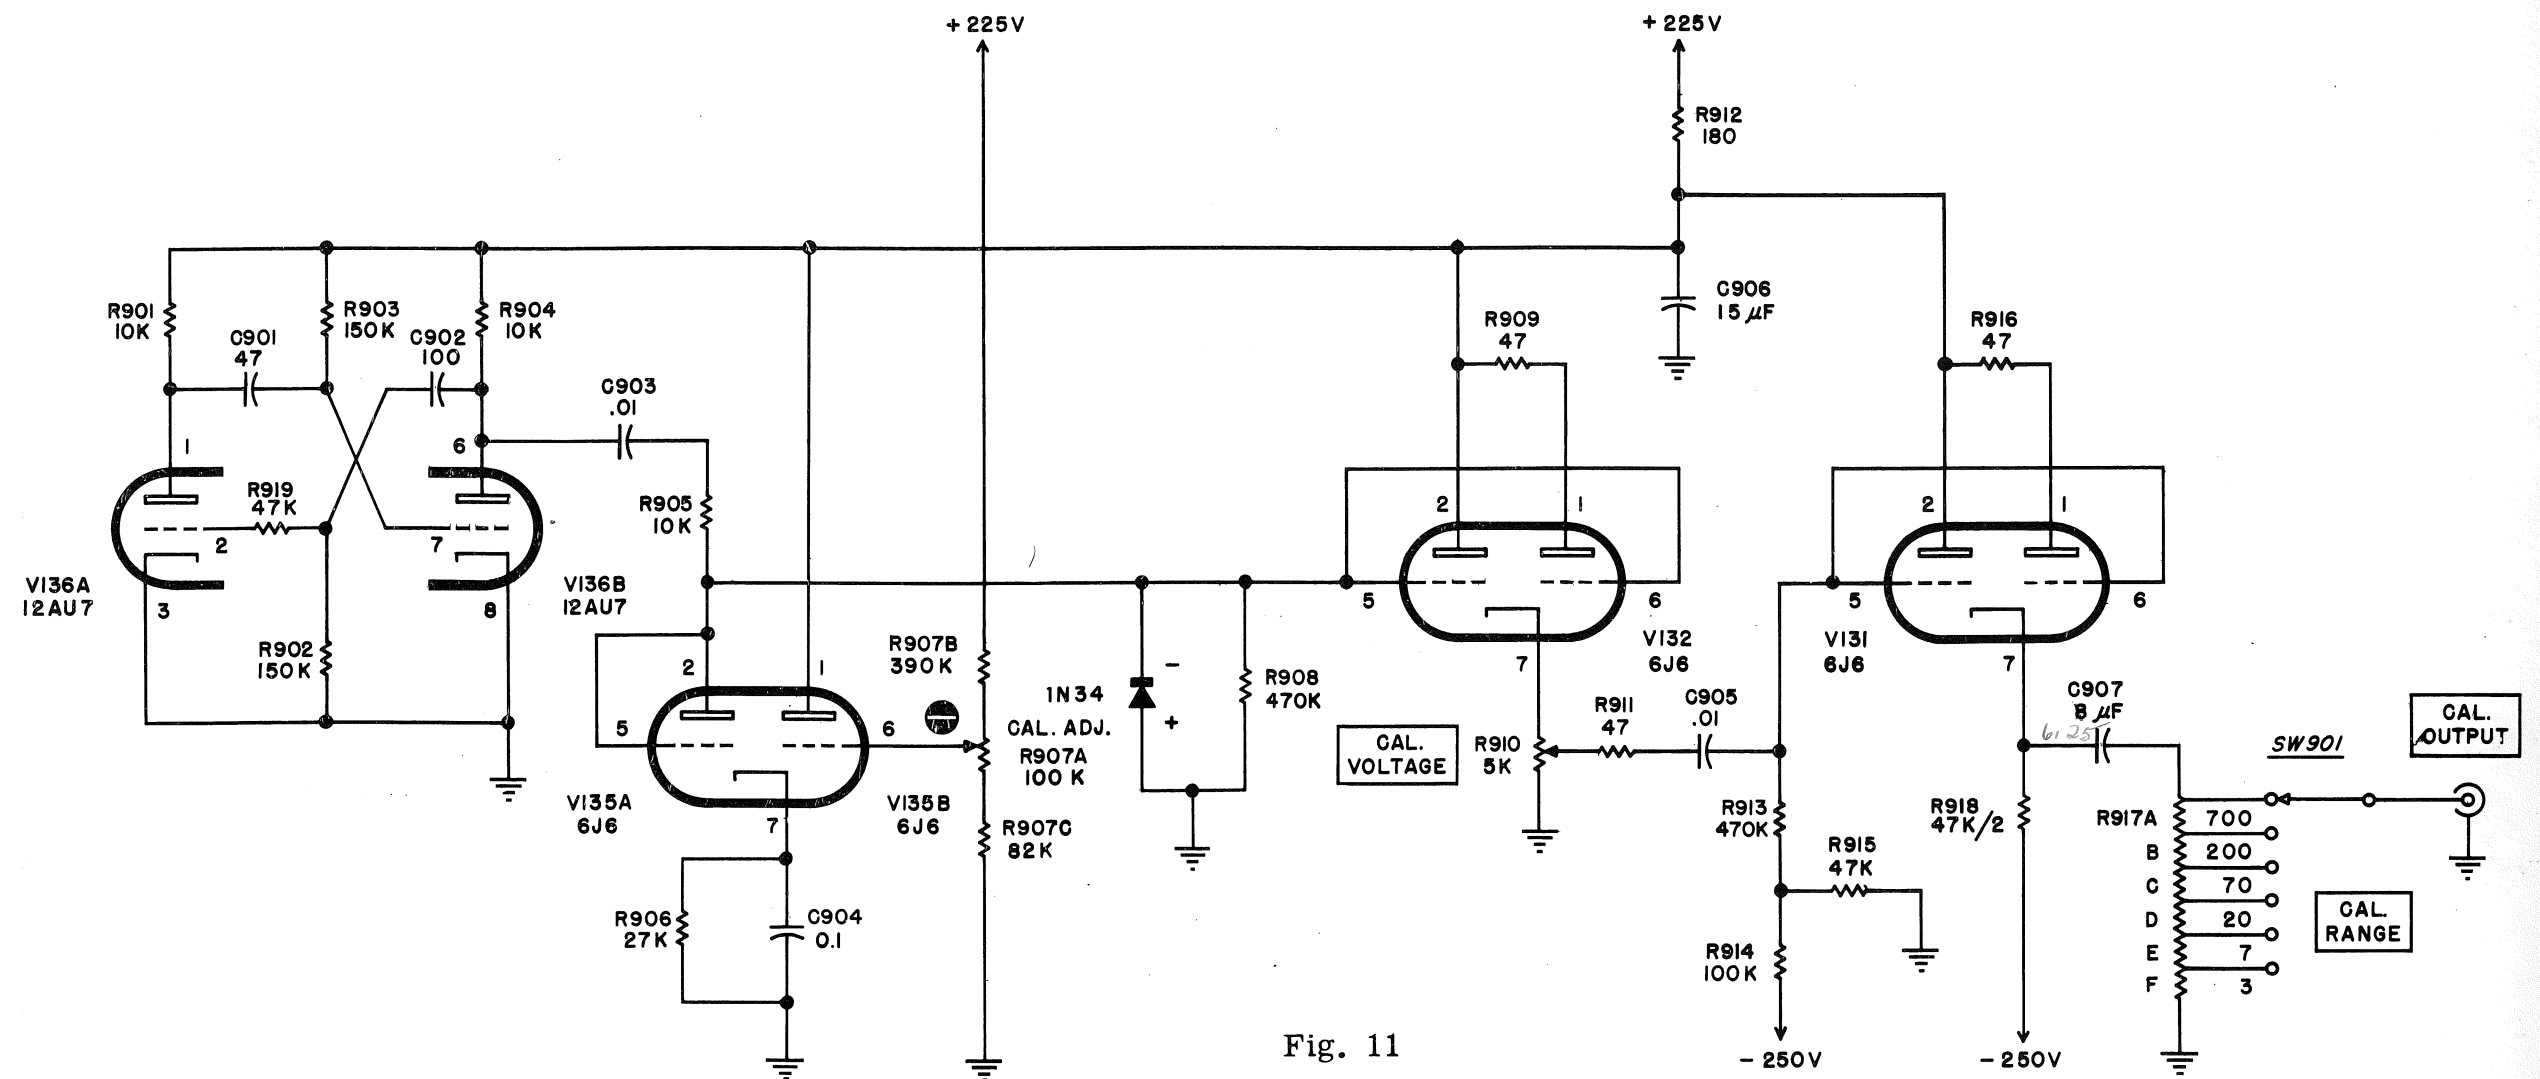 +225V
+225V
R912
180
R901
10K
R903
150K
R904
10K
C901
47
C902
100
C903
.01
C906
15 µF
R909
47
R916
47
1
6
R919
47K
2
7
R905
10K
2
1
2
1
V136A
12AU7
3
8
V136B
12AU7
5
6
5
6
R902
150K
2
1
R907B
390K
1N34
-
+
R908
470K
7
V132
6J6
V131
6J6
7
5
6
CAL. ADJ.
R907A
100K
CAL.
VOLTAGE
R910
5K
R911
47
C905
.01
C907
8 µF
6.25
SW901
CAL.
OUTPUT
V135A
6J6
7
V135B
6J6
R907C
82K
R913
470K
R915
47K
R918
47K/2
R917A
700
B
200
C
70
D
20
E
7
F
3
CAL.
RANGE
R906
27K
C904
0.1
R914
100K
Fig. 11
-250V
-250V